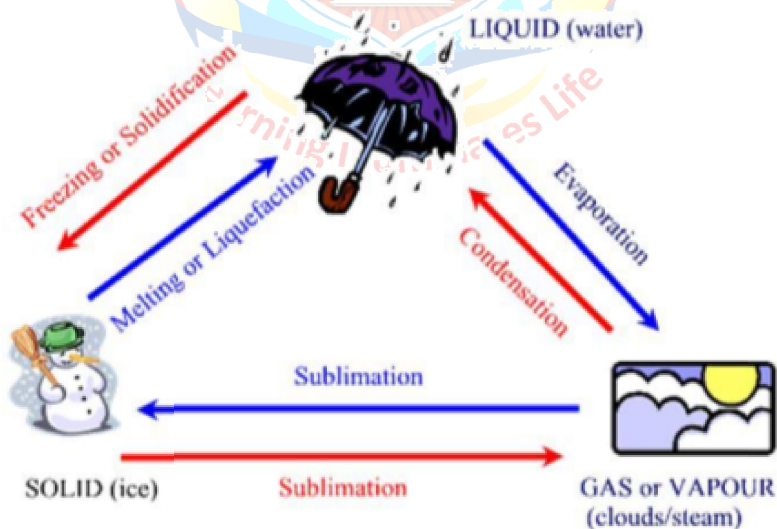 LIQUID (water)
Freezing or Solidification
Melting or Liquefaction
Evaporation
Condensation
Sublimation
Sublimation
SOLID (ice)
GAS or VAPOUR
(clouds/steam)
Life